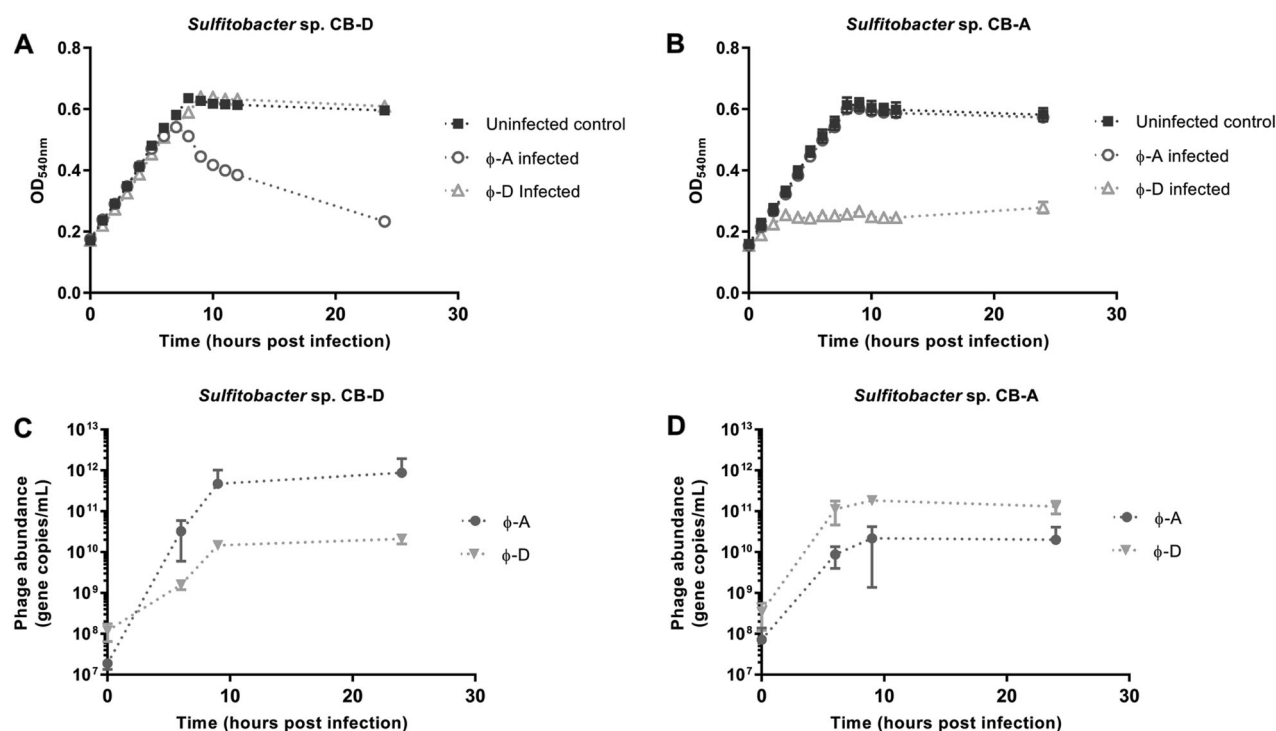 A
Sulfitobacter sp. CB-D
0.8
0.6
0.4
0.2
0.0
OD540nm
0
10
20
30
Time (hours post infection)
Uninfected control
ϕ-A infected
ϕ-D Infected
B
Sulfitobacter sp. CB-A
0.8
0.6
0.4
0.2
0.0
OD540nm
0
10
20
30
Time (hours post infection)
Uninfected control
ϕ-A infected
ϕ-D infected
C
Sulfitobacter sp. CB-D
10¹³
10¹²
10¹¹
10¹⁰
10⁹
10⁸
10⁷
Phage abundance
(gene copies/mL)
0
10
20
30
Time (hours post infection)
ϕ-A
ϕ-D
D
Sulfitobacter sp. CB-A
10¹³
10¹²
10¹¹
10¹⁰
10⁹
10⁸
10⁷
Phage abundance
(gene copies/mL)
0
10
20
30
Time (hours post infection)
ϕ-A
ϕ-D